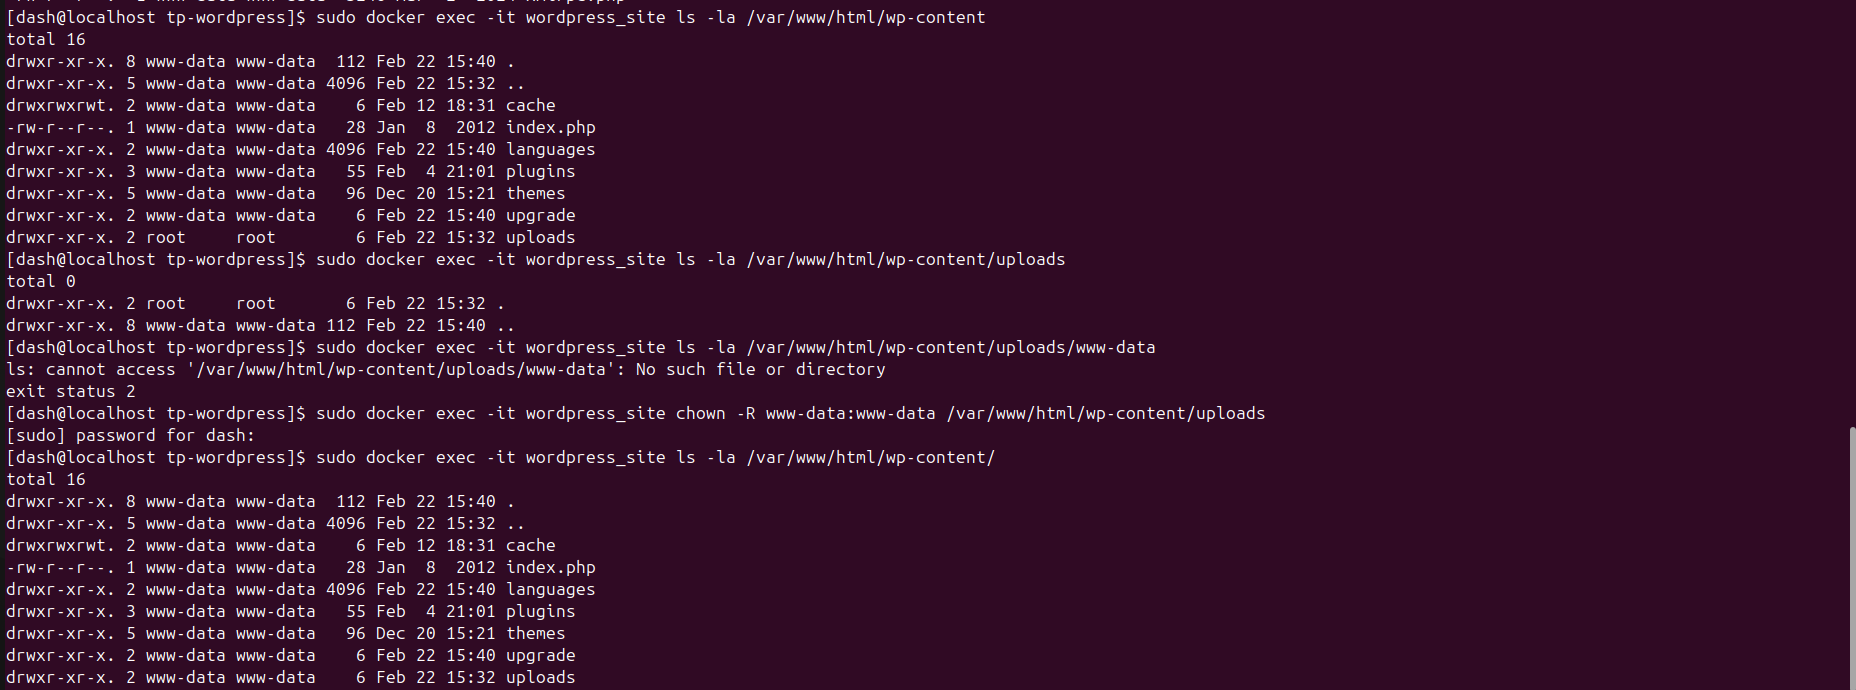 [dash@localhost tp-wordpress]$ sudo docker exec -it wordpress_site ls -la /var/www/html/wp-content
total 16
drwxr-xr-x. 8 www-data www-data  112 Feb 22 15:40 .
drwxr-xr-x. 5 www-data www-data 4096 Feb 22 15:32 ..
drwxrwxrwt. 2 www-data www-data    6 Feb 12 18:31 cache
-rw-r--r--. 1 www-data www-data   28 Jan  8  2012 index.php
drwxr-xr-x. 2 www-data www-data 4096 Feb 22 15:40 languages
drwxr-xr-x. 3 www-data www-data   55 Feb  4 21:01 plugins
drwxr-xr-x. 5 www-data www-data   96 Dec 20 15:21 themes
drwxr-xr-x. 2 www-data www-data    6 Feb 22 15:40 upgrade
drwxr-xr-x. 2 root     root        6 Feb 22 15:32 uploads
[dash@localhost tp-wordpress]$ sudo docker exec -it wordpress_site ls -la /var/www/html/wp-content/uploads
total 0
drwxr-xr-x. 2 root     root       6 Feb 22 15:32 .
drwxr-xr-x. 8 www-data www-data 112 Feb 22 15:40 ..
[dash@localhost tp-wordpress]$ sudo docker exec -it wordpress_site ls -la /var/www/html/wp-content/uploads/www-data
ls: cannot access '/var/www/html/wp-content/uploads/www-data': No such file or directory
exit status 2
[dash@localhost tp-wordpress]$ sudo docker exec -it wordpress_site chown -R www-data:www-data /var/www/html/wp-content/uploads
[sudo] password for dash:
[dash@localhost tp-wordpress]$ sudo docker exec -it wordpress_site ls -la /var/www/html/wp-content/
total 16
drwxr-xr-x. 8 www-data www-data  112 Feb 22 15:40 .
drwxr-xr-x. 5 www-data www-data 4096 Feb 22 15:32 ..
drwxrwxrwt. 2 www-data www-data    6 Feb 12 18:31 cache
-rw-r--r--. 1 www-data www-data   28 Jan  8  2012 index.php
drwxr-xr-x. 2 www-data www-data 4096 Feb 22 15:40 languages
drwxr-xr-x. 3 www-data www-data   55 Feb  4 21:01 plugins
drwxr-xr-x. 5 www-data www-data   96 Dec 20 15:21 themes
drwxr-xr-x. 2 www-data www-data    6 Feb 22 15:40 upgrade
drwxr-xr-x. 2 www-data www-data    6 Feb 22 15:32 uploads